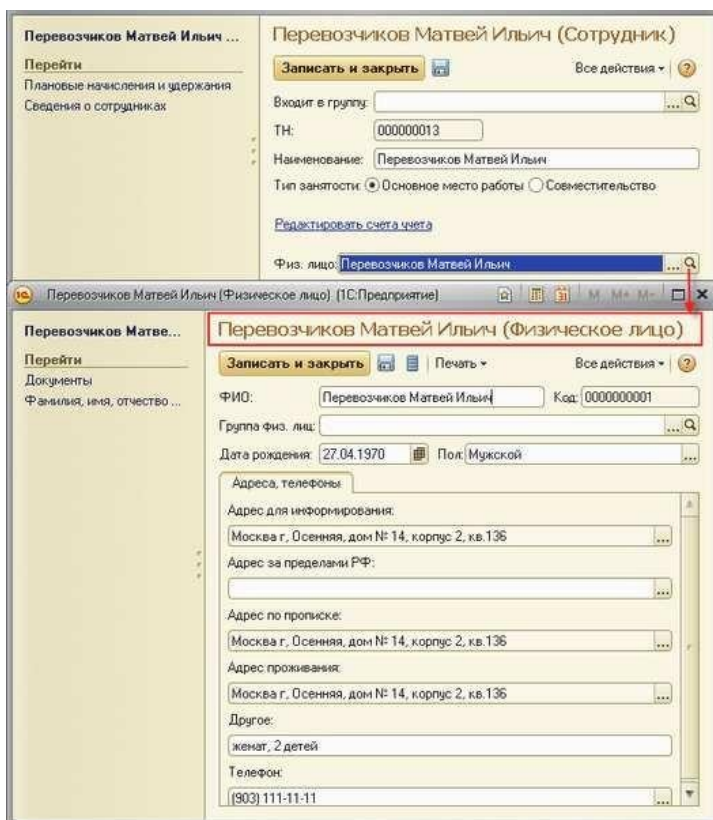 Перевозчиков Матвей Ильич ...
Перейти
Плановые начисления и удержания
Сведения о сотрудниках
Перевозчиков Матвей Ильич (Сотрудник)
Записать и закрыть
Все действия
?
Входит в группу:
...
ТН:
000000013
Наименование:
Перевозчиков Матвей Ильич
Тип занятости:
Основное место работы
Совместительство
Редактировать счета учета
Физ. лицо:
Перевозчиков Матвей Ильич
...
Перевозчиков Матвей Ильич (Физическое лицо) (1С:Предприятие)
31
M M+ M-
Перевозчиков Матве...
Перейти
Документы
Фамилия, имя, отчество ...
Перевозчиков Матвей Ильич (Физическое лицо)
Записать и закрыть
Печать
Все действия
?
ФИО:
Перевозчиков Матвей Ильич
Код:
0000000001
Группа физ. лиц:
...
Дата рождения:
27.04.1970
Пол:
Мужской
...
Адреса, телефоны
Адрес для информирования:
Москва г, Осенняя, дом № 14, корпус 2, кв.136
...
Адрес за пределами РФ:
...
Адрес по прописке:
Москва г, Осенняя, дом № 14, корпус 2, кв.136
...
Адрес проживания:
Москва г, Осенняя, дом № 14, корпус 2, кв.136
...
Другое:
женат, 2 детей
Телефон:
(903) 111-11-11
...